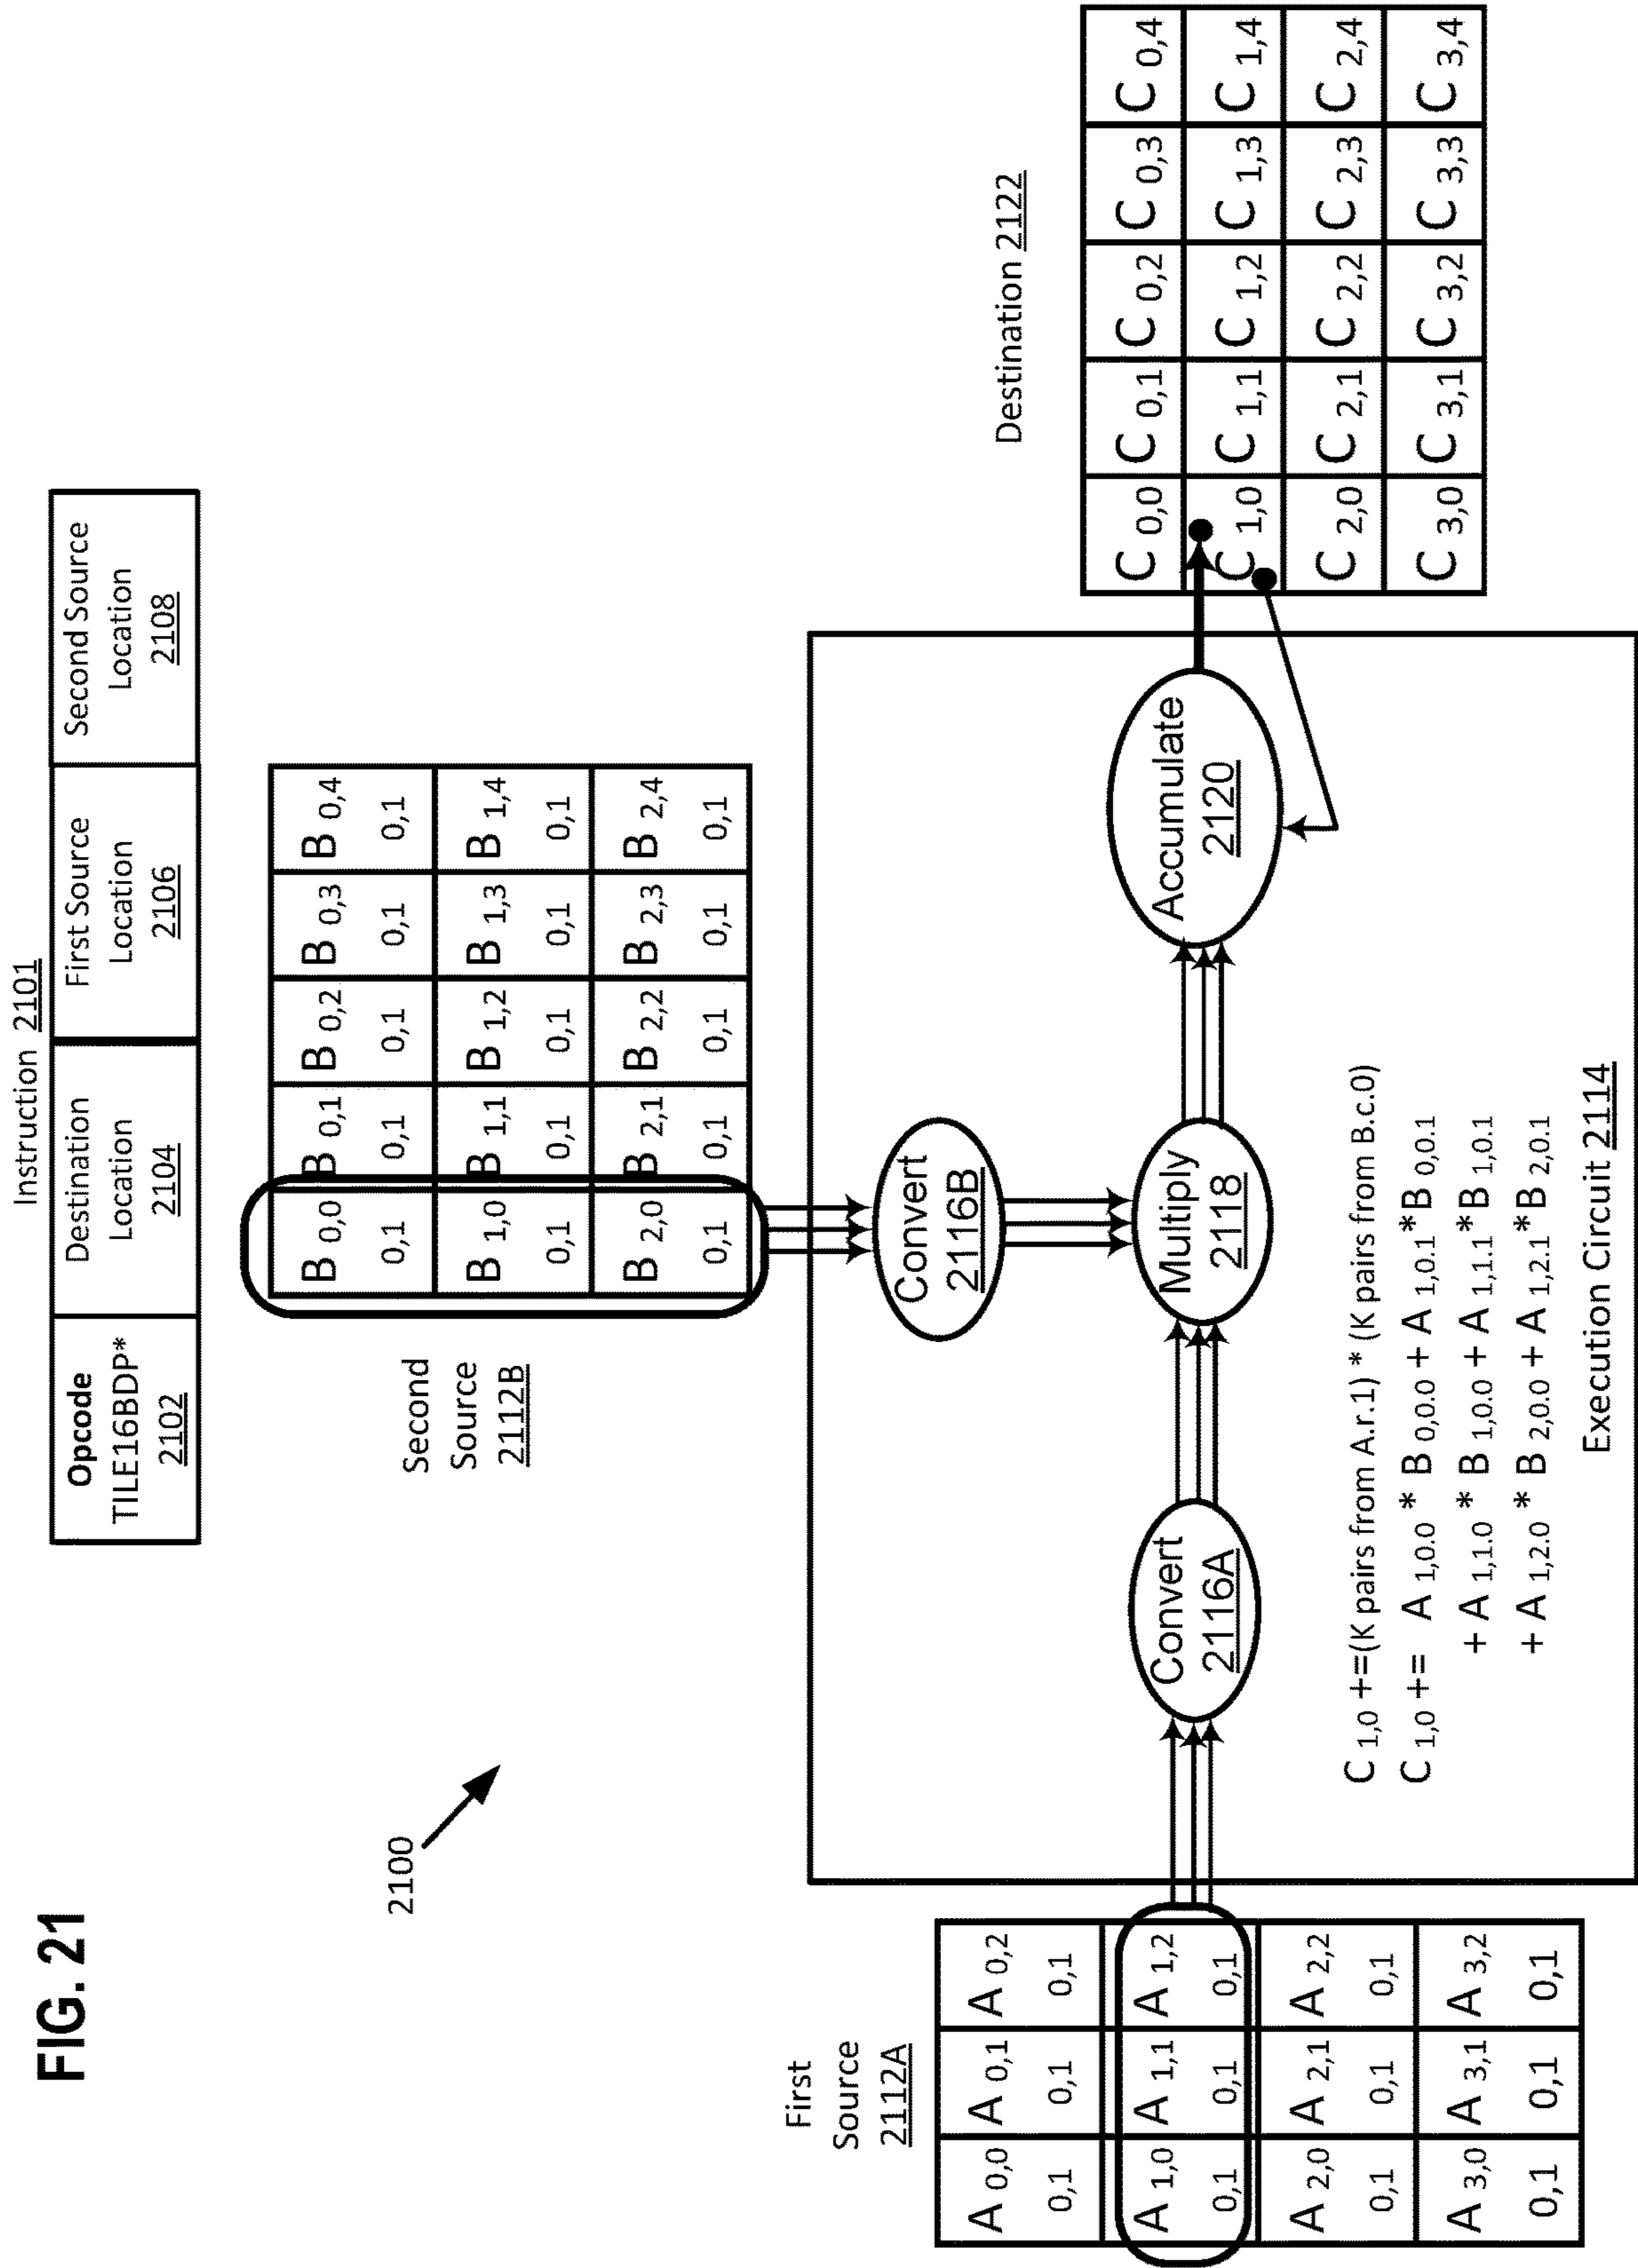 FIG. 21
Instruction 2101
Opcode
TILE16BDP*
2102
Destination
Location
2104
First Source
Location
2106
Second Source
Location
2108
2100
Second
Source
2112B
B 0,0 B 0,1 B 0,2 B 0,3 B 0,4
0,1 0,1 0,1 0,1 0,1
B 1,0 B 1,1 B 1,2 B 1,3 B 1,4
0,1 0,1 0,1 0,1 0,1
B 2,0 B 2,1 B 2,2 B 2,3 B 2,4
0,1 0,1 0,1 0,1 0,1
First
Source
2112A
A 0,0 A 0,1 A 0,2
0,1 0,1 0,1
A 1,0 A 1,1 A 1,2
0,1 0,1 0,1
A 2,0 A 2,1 A 2,2
0,1 0,1 0,1
A 3,0 A 3,1 A 3,2
0,1 0,1 0,1
Convert
2116B
Convert
2116A
Multiply
2118
Accumulate
2120
C 1,0 +=(K pairs from A.r.1) * (K pairs from B.c.0)
C 1,0 += A 1,0.0 * B 0,0.0 + A 1,0.1 *B 0,0.1
+ A 1,1.0 * B 1,0.0 + A 1,1.1 *B 1,0.1
+ A 1,2.0 * B 2,0.0 + A 1,2.1 *B 2,0.1
Execution Circuit 2114
Destination 2122
C 0,0 C 0,1 C 0,2 C 0,3 C 0,4
C 1,0 C 1,1 C 1,2 C 1,3 C 1,4
C 2,0 C 2,1 C 2,2 C 2,3 C 2,4
C 3,0 C 3,1 C 3,2 C 3,3 C 3,4